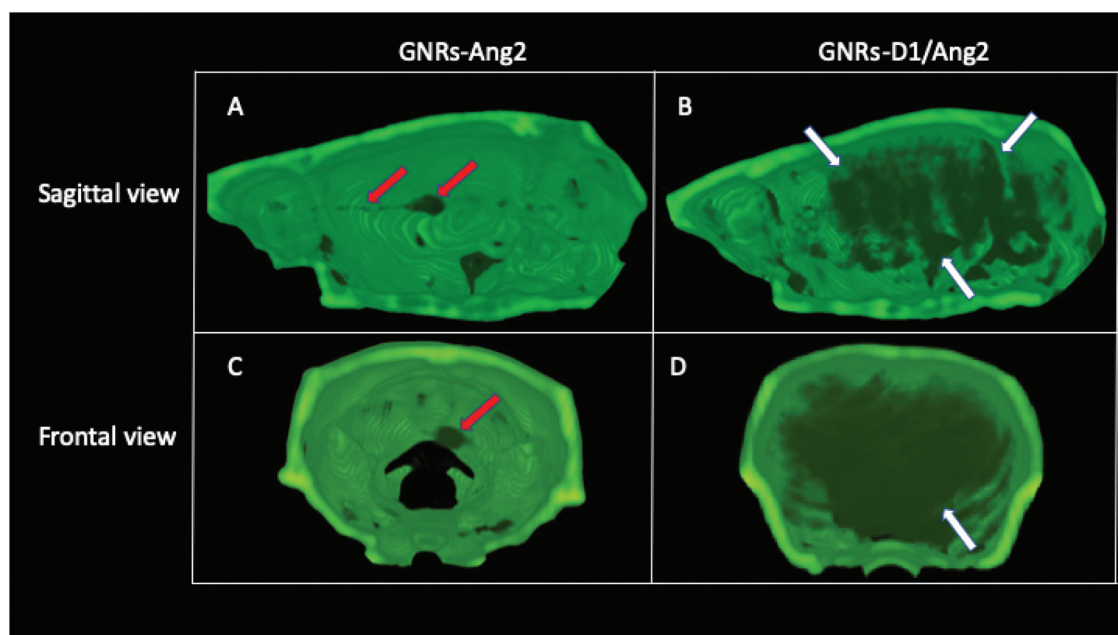 GNRs-Ang2
GNRs-D1/Ang2
Sagittal view
A
B
Frontal view
C
D